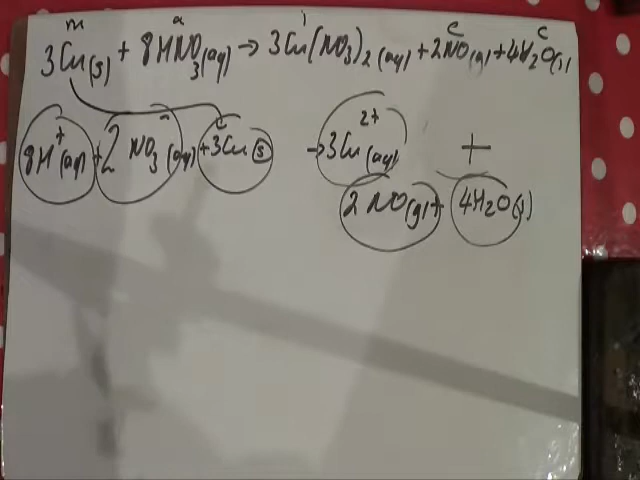 m a i c c
3Cu(s) + 8HNO₃(aq) → 3Cu(NO₃)₂(aq) + 2NO(g) + 4H₂O(l)
8H⁺(aq) + 2NO₃⁻(aq) + 3Cu(s) → 3Cu²⁺(aq) +
2NO(g) + 4H₂O(l)